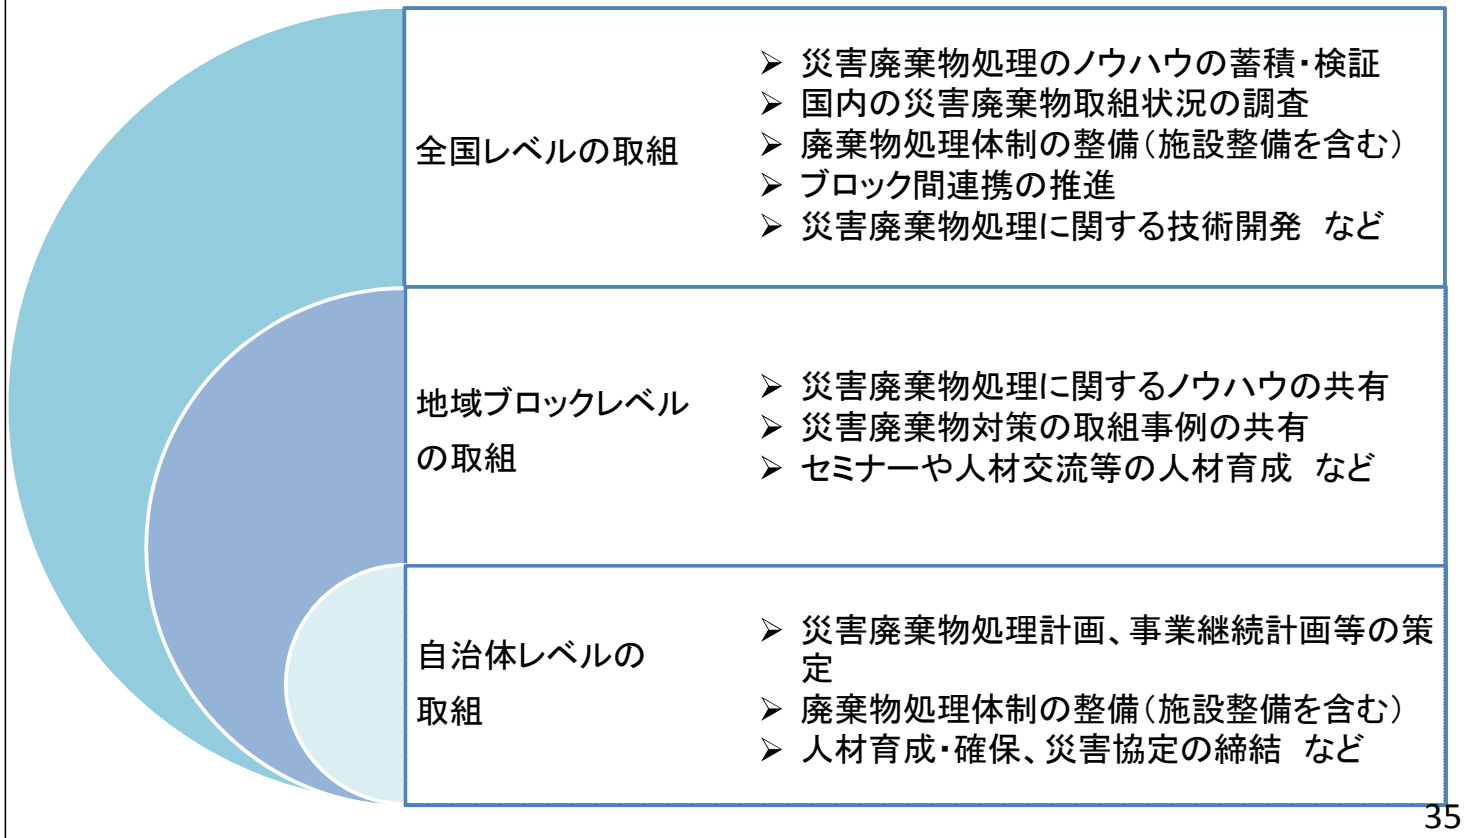 全国レベルの取組
➢ 災害廃棄物処理のノウハウの蓄積・検証
➢ 国内の災害廃棄物取組状況の調査
➢ 廃棄物処理体制の整備（施設整備を含む）
➢ ブロック間連携の推進
➢ 災害廃棄物処理に関する技術開発　など
地域ブロックレベル
の取組
➢ 災害廃棄物処理に関するノウハウの共有
➢ 災害廃棄物対策の取組事例の共有
➢ セミナーや人材交流等の人材育成　など
自治体レベルの
取組
➢ 災害廃棄物処理計画、事業継続計画等の策
定
➢ 廃棄物処理体制の整備（施設整備を含む）
➢ 人材育成・確保、災害協定の締結　など
35